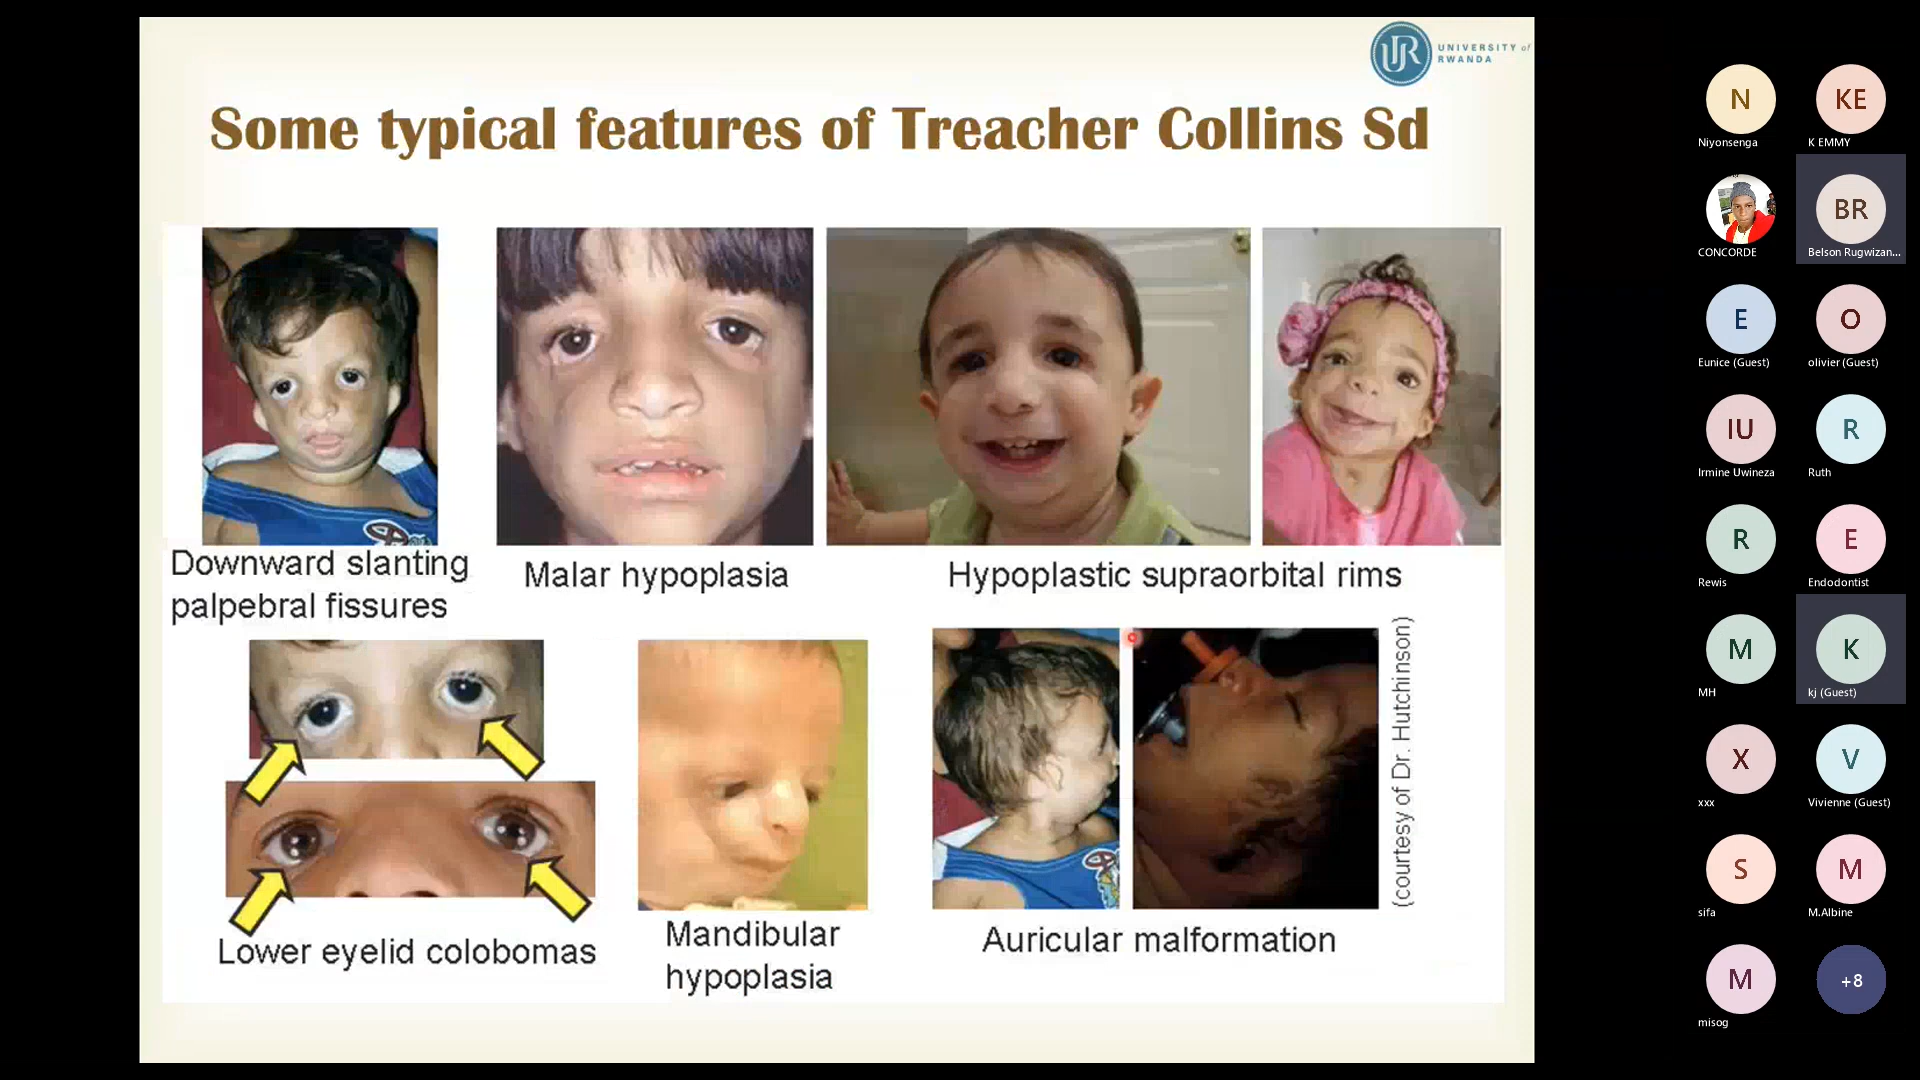 UNIVERSITY of
RWANDA
Some typical features of Treacher Collins Sd
Downward slanting
palpebral fissures
Malar hypoplasia
Hypoplastic supraorbital rims
Lower eyelid colobomas
Mandibular
hypoplasia
Auricular malformation
(courtesy of Dr. Hutchinson)
N
Niyonsenga
KE
K EMMY
CONCORDE
BR
Belson Rugwizan...
E
Eunice (Guest)
O
olivier (Guest)
IU
Irmine Uwineza
R
Ruth
R
Rewis
E
Endodontist
M
MH
K
kj (Guest)
X
xxx
V
Vivienne (Guest)
S
sifa
M
M.Albine
M
misog
+8